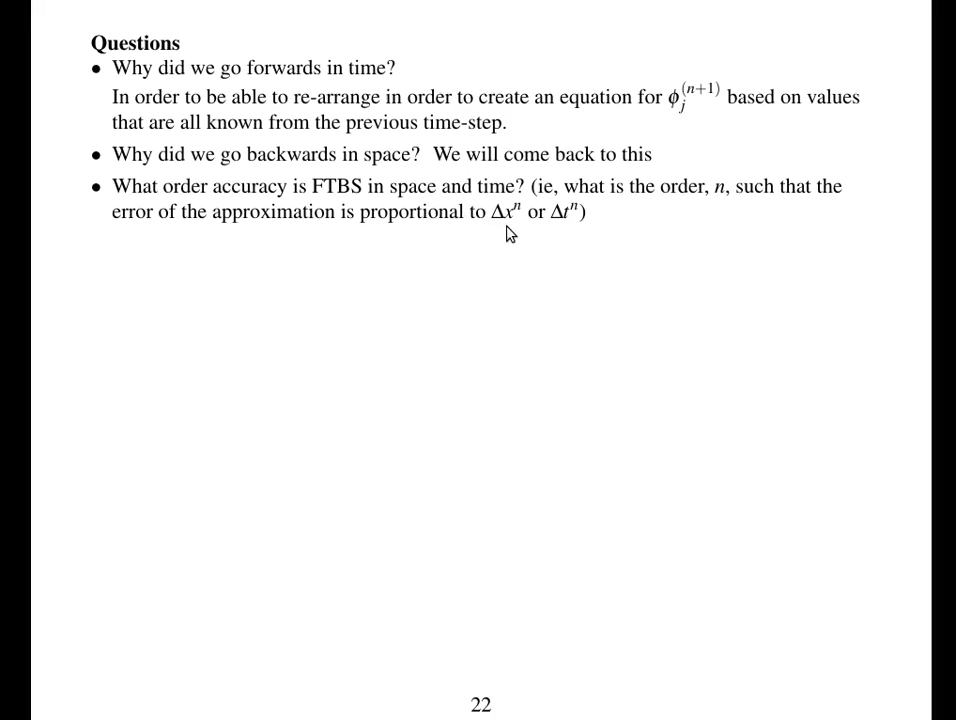 Questions
• Why did we go forwards in time?
In order to be able to re-arrange in order to create an equation for ϕ_j^(n+1) based on values
that are all known from the previous time-step.
• Why did we go backwards in space? We will come back to this
• What order accuracy is FTBS in space and time? (ie, what is the order, n, such that the
error of the approximation is proportional to Δx^n or Δt^n)
22